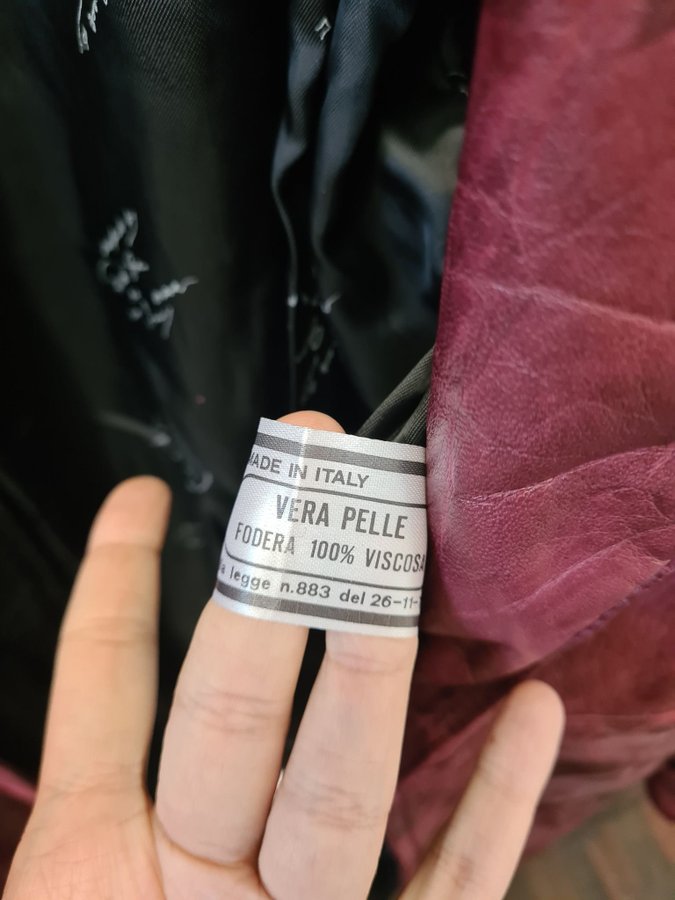 MADE IN ITALY
VERA PELLE
FODERA 100% VISCOSA
a legge n.883 del 26-11-